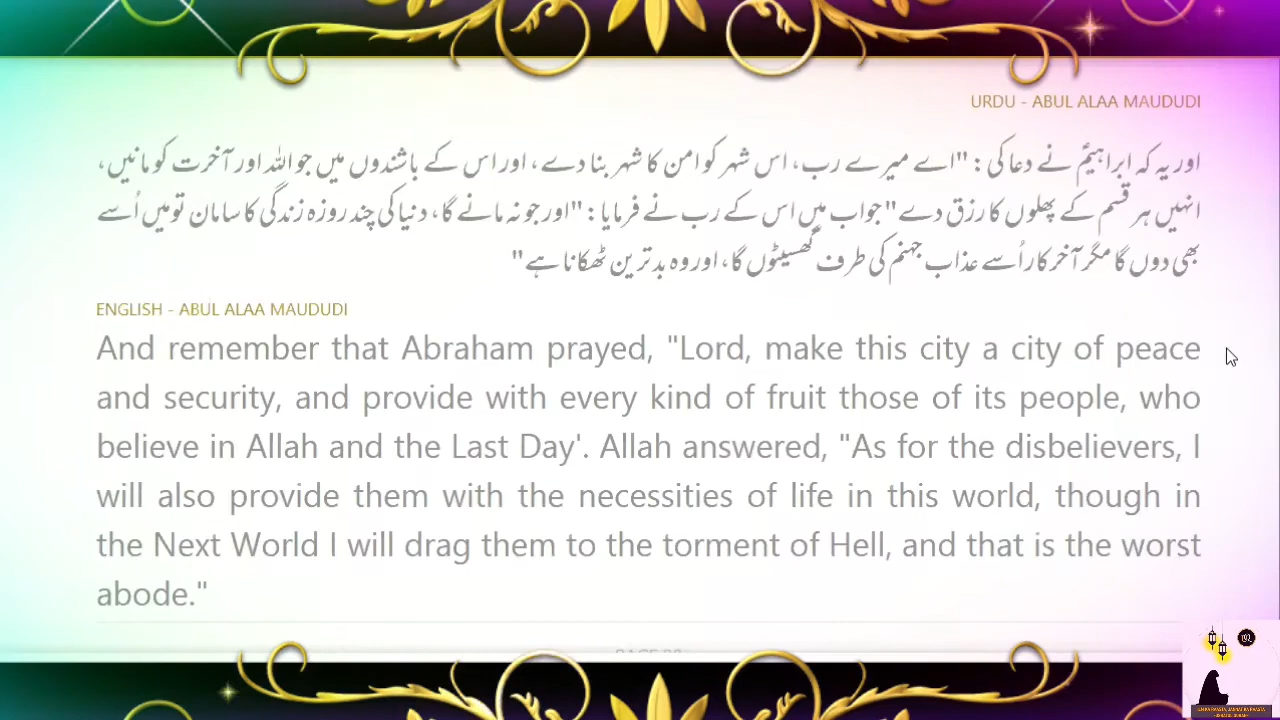 URDU - ABUL ALAA MAUDUDI
اور یہ کہ ابراہیمؑ نے دعا کی: "اے میرے رب، اس شہر کو امن کا شہر بنا دے، اور اس کے باشندوں میں جو اللہ اور آخرت کو مانیں،
انہیں ہر قسم کے پھلوں کا رزق دے" جواب میں اس کے رب نے فرمایا: "اور جو نہ مانے گا، دنیا کی چند روزہ زندگی کا سامان تو میں اُسے
بھی دوں گا مگر آخرکار اُسے عذاب جہنم کی طرف گھسیٹوں گا، اور وہ بد ترین ٹھکانا ہے"
ENGLISH - ABUL ALAA MAUDUDI
And remember that Abraham prayed, "Lord, make this city a city of peace
and security, and provide with every kind of fruit those of its people, who
believe in Allah and the Last Day'. Allah answered, "As for the disbelievers, I
will also provide them with the necessities of life in this world, though in
the Next World I will drag them to the torment of Hell, and that is the worst
abode."